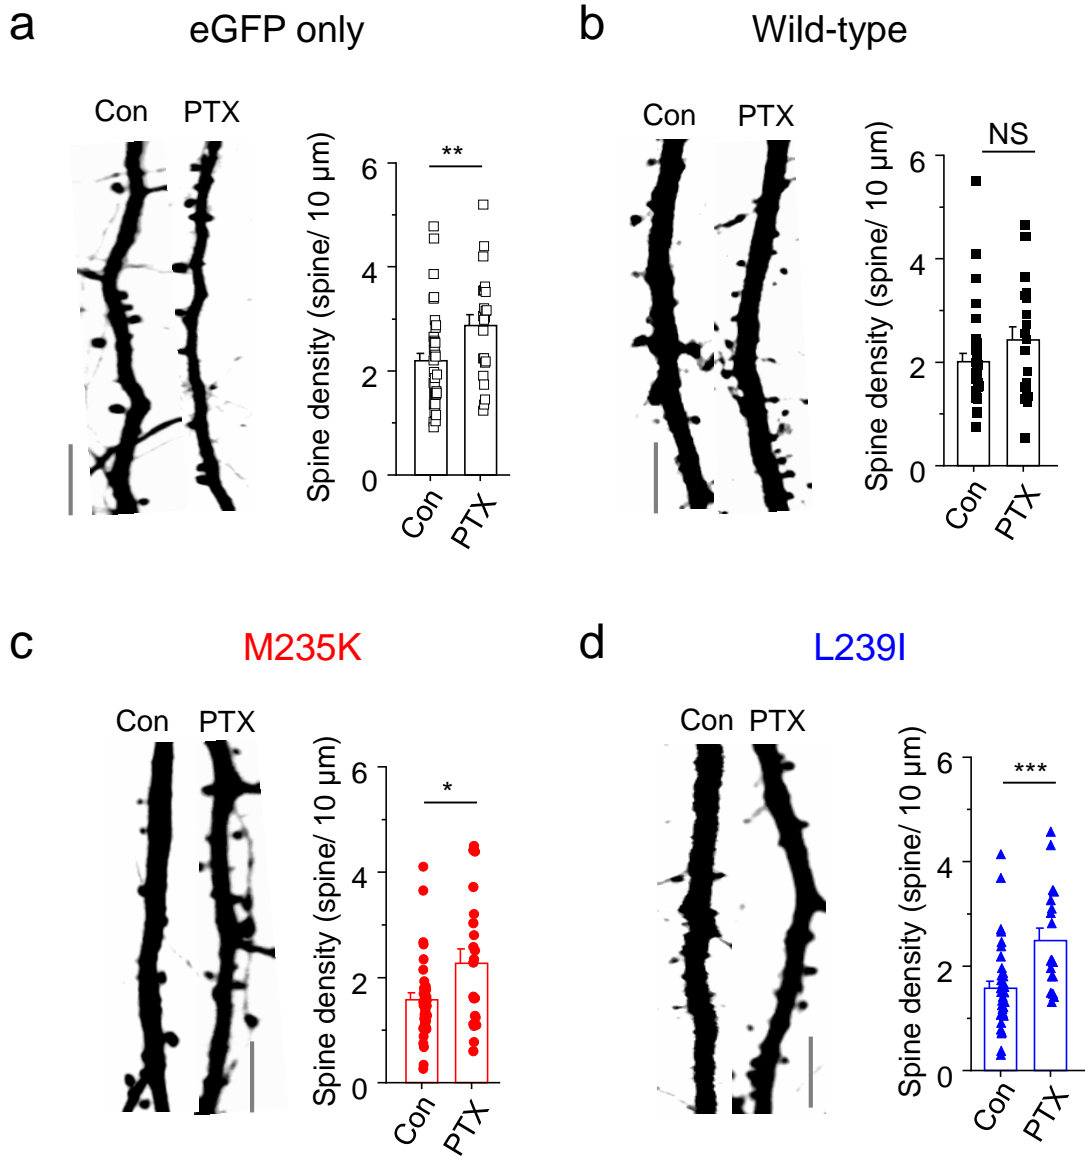 a
eGFP only
Con
PTX
Spine density (spine/ 10 µm)
6
4
2
0
**
Con
PTX
b
Wild-type
Con
PTX
Spine density (spine/ 10 µm)
6
4
2
0
NS
Con
PTX
c
M235K
Con
PTX
Spine density (spine/ 10 µm)
6
4
2
0
*
Con
PTX
d
L239I
Con
PTX
Spine density (spine/ 10 µm)
6
4
2
0
***
Con
PTX